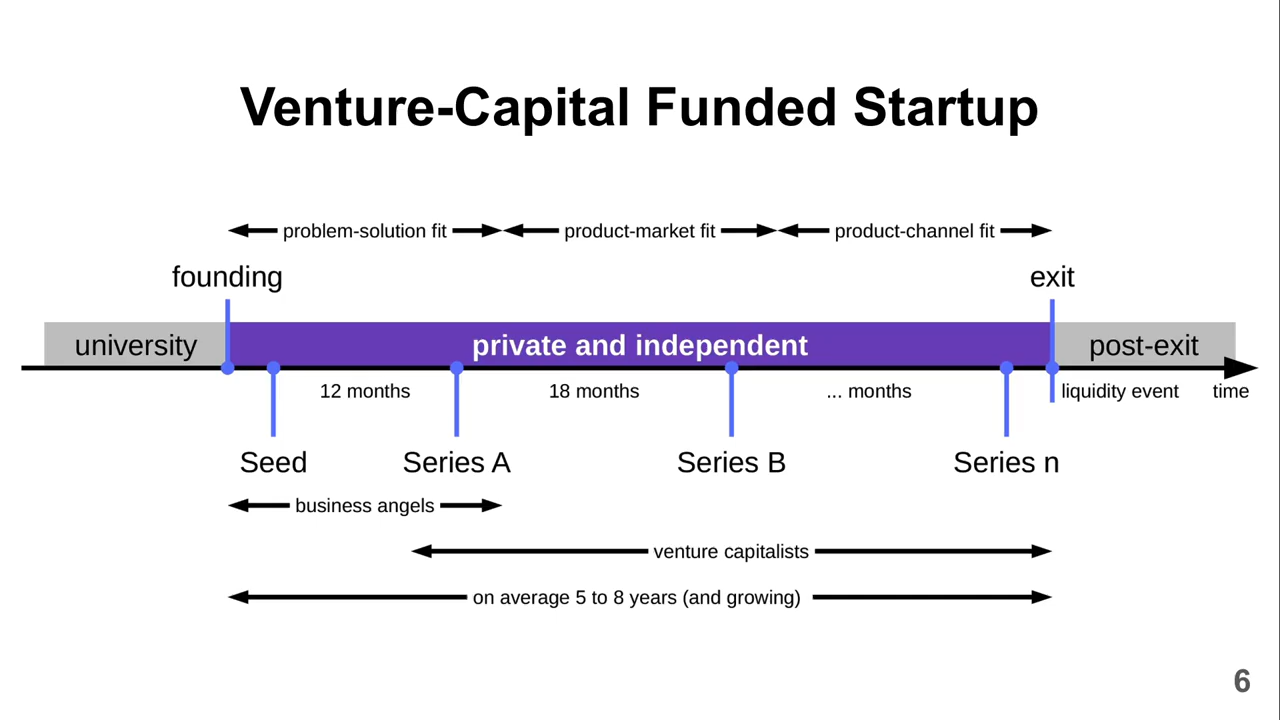 Venture-Capital Funded Startup
problem-solution fit
product-market fit
product-channel fit
founding
exit
university
private and independent
post-exit
12 months
18 months
... months
liquidity event
time
Seed
Series A
Series B
Series n
business angels
venture capitalists
on average 5 to 8 years (and growing)
6